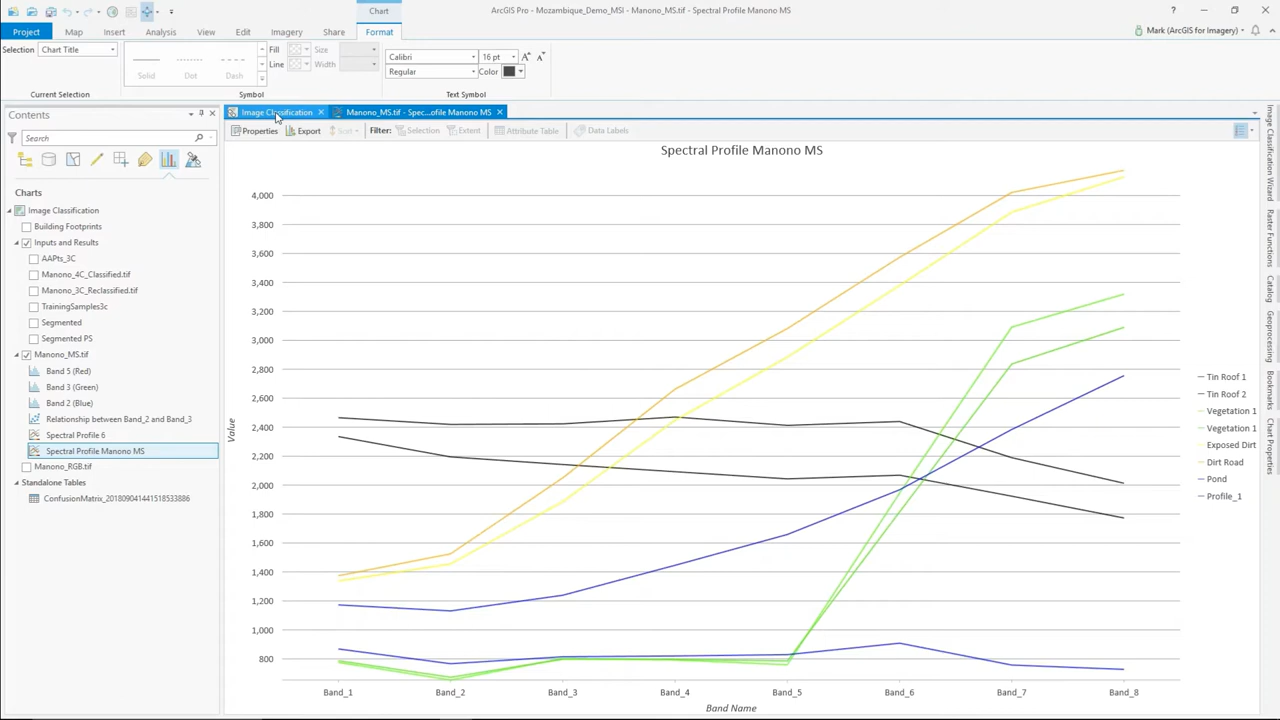 Chart
ArcGIS Pro - Mozambique_Demo_MSI - Manono_MS.tif - Spectral Profile Manono MS
Project Map Insert Analysis View Edit Imagery Share Format
Mark (ArcGIS for Imagery)
Selection Chart Title
Solid Dot Dash
Fill Size
Line Width
Calibri 16 pt
Regular Color
Current Selection Symbol Text Symbol
Contents
Image Classification
Manono_MS.tif - Spec...ofile Manono MS
Properties Export Sort Filter: Selection Extent Attribute Table Data Labels
Search
Charts
Image Classification
Building Footprints
Inputs and Results
AAPts_3C
Manono_4C_Classified.tif
Manono_3C_Reclassified.tif
TrainingSamples3c
Segmented
Segmented PS
Manono_MS.tif
Band 5 (Red)
Band 3 (Green)
Band 2 (Blue)
Relationship between Band_2 and Band_3
Spectral Profile 6
Spectral Profile Manono MS
Manono_RGB.tif
Standalone Tables
ConfusionMatrix_201809041441518533886
Spectral Profile Manono MS
4,000
3,800
3,600
3,400
3,200
3,000
2,800
2,600
2,400
2,200
2,000
1,800
1,600
1,400
1,200
1,000
800
Value
Band_1 Band_2 Band_3 Band_4 Band_5 Band_6 Band_7 Band_8
Band Name
Tin Roof 1
Tin Roof 2
Vegetation 1
Vegetation 1
Exposed Dirt
Dirt Road
Pond
Profile_1
Image Classification Wizard
Raster Functions
Catalog
Geoprocessing
Bookmarks
Chart Properties